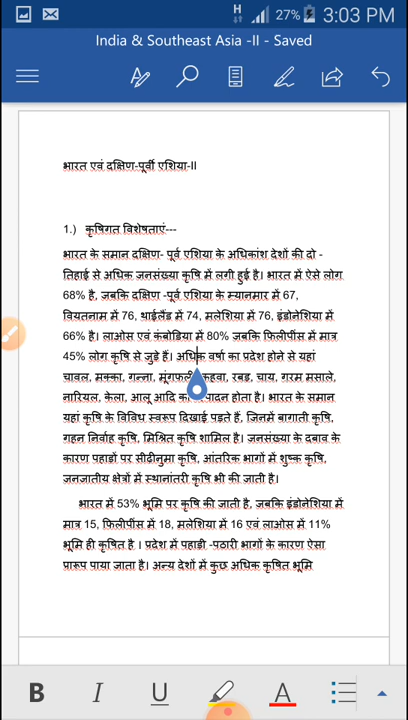 H 27% 3:03 PM
India & Southeast Asia -II - Saved
भारत एवं दक्षिण-पूर्वी एशिया-II
1.) कृषिगत विशेषताएं---
भारत के समान दक्षिण- पूर्व एशिया के अधिकांश देशों की दो -
तिहाई से अधिक जनसंख्या कृषि में लगी हुई है। भारत में ऐसे लोग
68% है, जबकि दक्षिण -पूर्व एशिया के म्यानमार में 67,
वियतनाम में 76, थाईलैंड में 74, मलेशिया में 76, इंडोनेशिया में
66% है। लाओस एवं कंबोडिया में 80% जबकि फिलीपींस में मात्र
45% लोग कृषि से जुड़े हैं। अधिक वर्षा का प्रदेश होने से यहां
चावल, मक्का, गन्ना, मूंगफली कहवा, रबड़, चाय, गरम मसाले,
नारियल, केला, आलू आदि का होता है। भारत के समान
यहां कृषि के विविध स्वरूप दिखाई पड़ते हैं, जिनमें बागाती कृषि,
गहन निर्वाह कृषि, मिश्रित कृषि शामिल है। जनसंख्या के दबाव के
कारण पहाड़ों पर सीढ़ीनुमा कृषि, आंतरिक भागों में शुष्क कृषि,
जनजातीय क्षेत्रों में स्थानांतरी कृषि भी की जाती है।
भारत में 53% भूमि पर कृषि की जाती है, जबकि इंडोनेशिया में
मात्र 15, फिलीपींस में 18, मलेशिया में 16 एवं लाओस में 11%
भूमि ही कृषित है । प्रदेश में पहाड़ी -पठारी भागों के कारण ऐसा
प्रारूप पाया जाता है। अन्य देशों में कुछ अधिक कृषित भूमि
B I U A